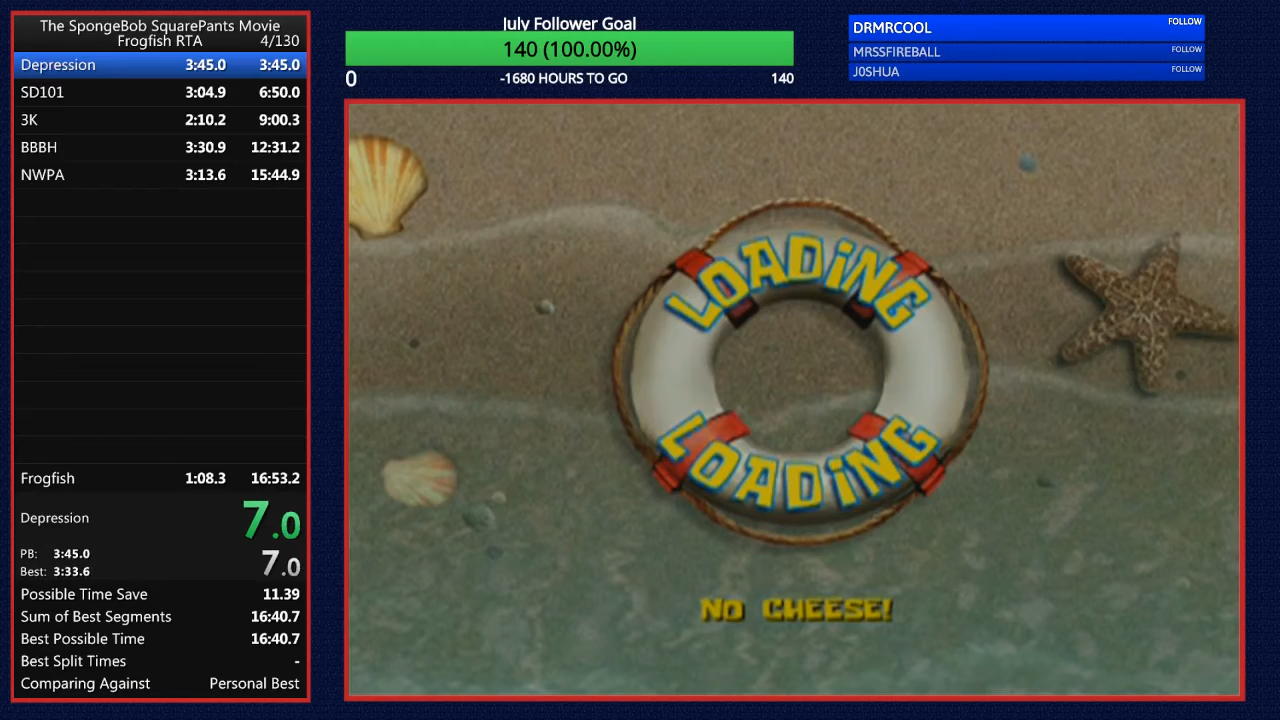 The SpongeBob SquarePants Movie
Frogfish RTA 4/130
Depression 3:45.0 3:45.0
SD101 3:04.9 6:50.0
3K 2:10.2 9:00.3
BBBH 3:30.9 12:31.2
NWPA 3:13.6 15:44.9
Frogfish 1:08.3 16:53.2
Depression 7.0
PB: 3:45.0
Best: 3:33.6 7.0
Possible Time Save 11.39
Sum of Best Segments 16:40.7
Best Possible Time 16:40.7
Best Split Times -
Comparing Against Personal Best
July Follower Goal
140 (100.00%)
0 -1680 HOURS TO GO 140
DRMRCOOL FOLLOW
MRSSFIREBALL FOLLOW
J0SHUA FOLLOW
LOADiNG
LOADiNG
NO CHEESE!